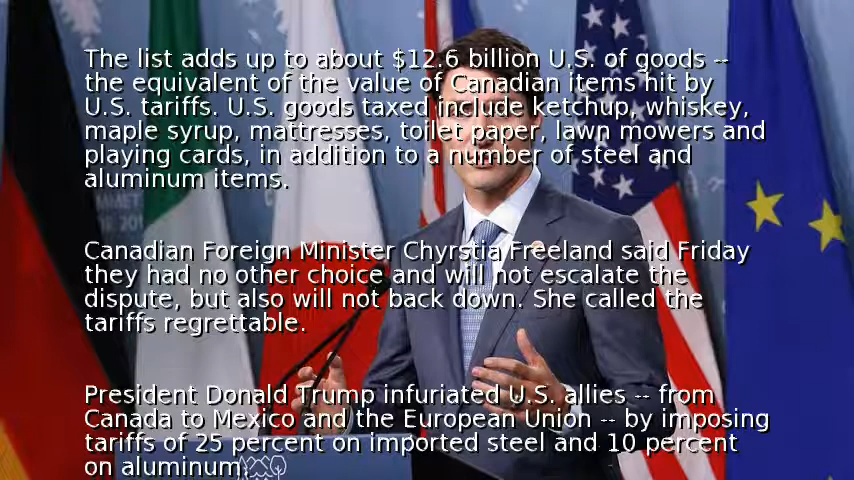 The list adds up to about $12.6 billion U.S. of goods --
the equivalent of the value of Canadian items hit by
U.S. tariffs. U.S. goods taxed include ketchup, whiskey,
maple syrup, mattresses, toilet paper, lawn mowers and
playing cards, in addition to a number of steel and
aluminum items.
Canadian Foreign Minister Chyrstia Freeland said Friday
they had no other choice and will not escalate the
dispute, but also will not back down. She called the
tariffs regrettable.
President Donald Trump infuriated U.S. allies -- from
Canada to Mexico and the European Union -- by imposing
tariffs of 25 percent on imported steel and 10 percent
on aluminum.